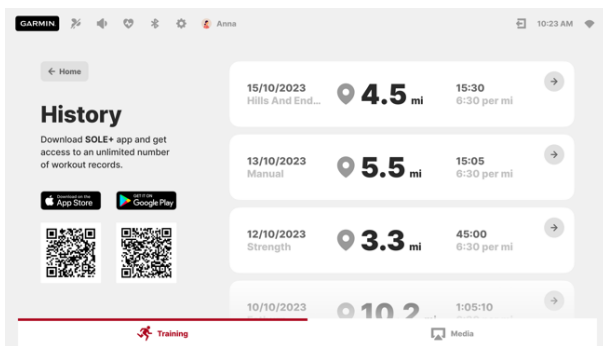 GARMIN Anna 10:23 AM
← Home
History
Download SOLE+ app and get
access to an unlimited number
of workout records.
Download on the
App Store
GET IT ON
Google Play
15/10/2023 4.5 mi 15:30
Hills And End... 6:30 per mi
13/10/2023 5.5 mi 15:05
Manual 6:30 per mi
12/10/2023 3.3 mi 45:00
Strength 6:30 per mi
10/10/2023 10.2 1:05:10
Training Media